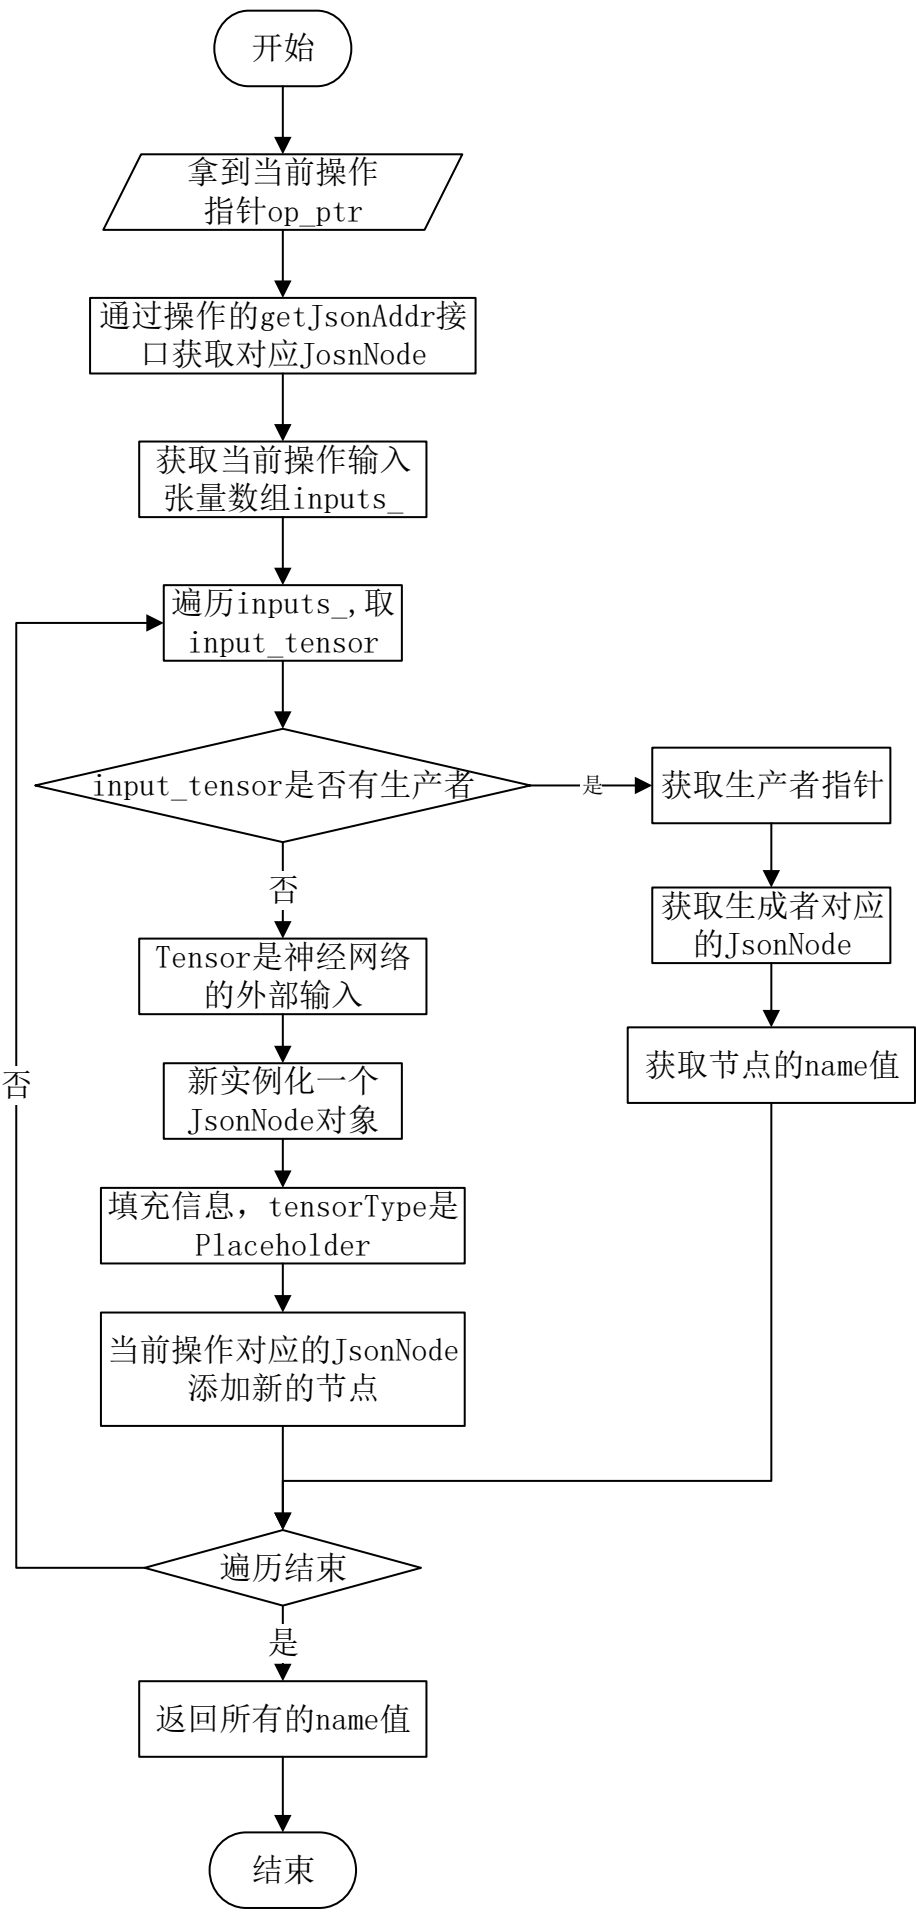 开始
拿到当前操作
指针op_ptr
通过操作的getJsonAddr接
口获取对应JosnNode
获取当前操作输入
张量数组inputs_
遍历inputs_,取
input_tensor
input_tensor是否有生产者
是
获取生产者指针
获取生成者对应
的JsonNode
获取节点的name值
否
Tensor是神经网络
的外部输入
新实例化一个
JsonNode对象
填充信息，tensorType是
Placeholder
当前操作对应的JsonNode
添加新的节点
遍历结束
否
是
返回所有的name值
结束